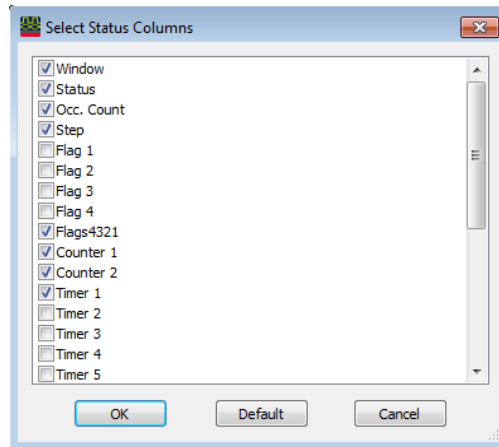 Select Status Columns
Window
Status
Occ. Count
Step
Flag 1
Flag 2
Flag 3
Flag 4
Flags4321
Counter 1
Counter 2
Timer 1
Timer 2
Timer 3
Timer 4
Timer 5
OK Default Cancel